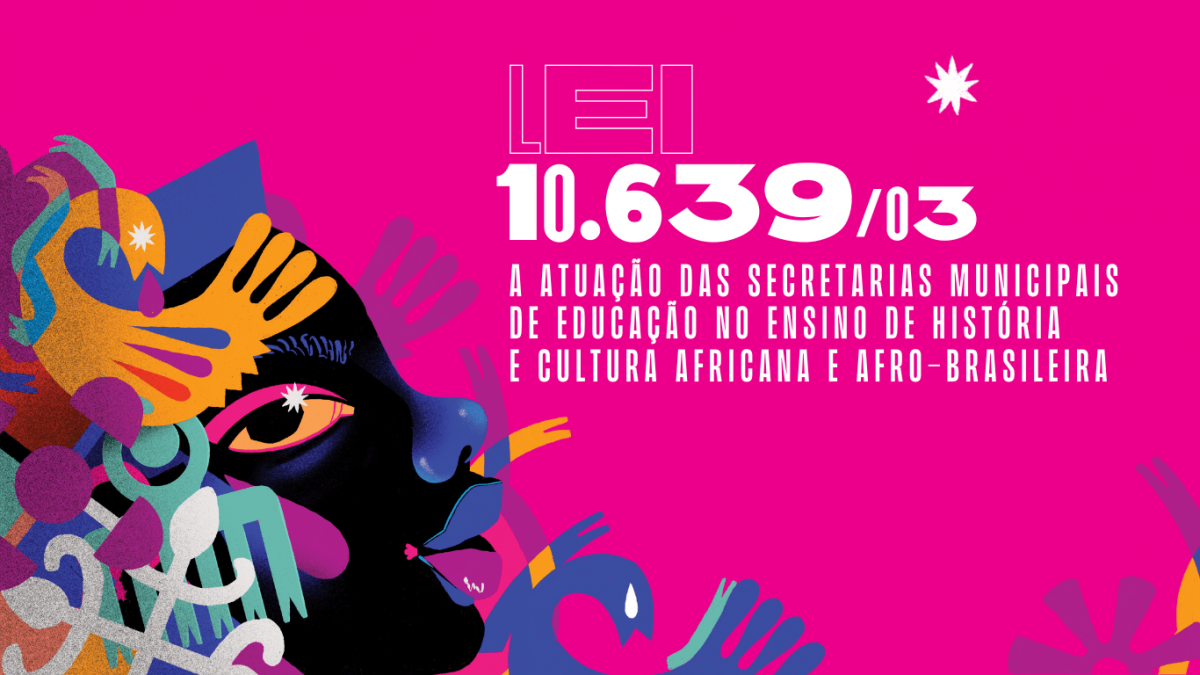 LEI
10.639/03
A ATUAÇÃO DAS SECRETARIAS MUNICIPAIS
DE EDUCAÇÃO NO ENSINO DE HISTÓRIA
E CULTURA AFRICANA E AFRO-BRASILEIRA